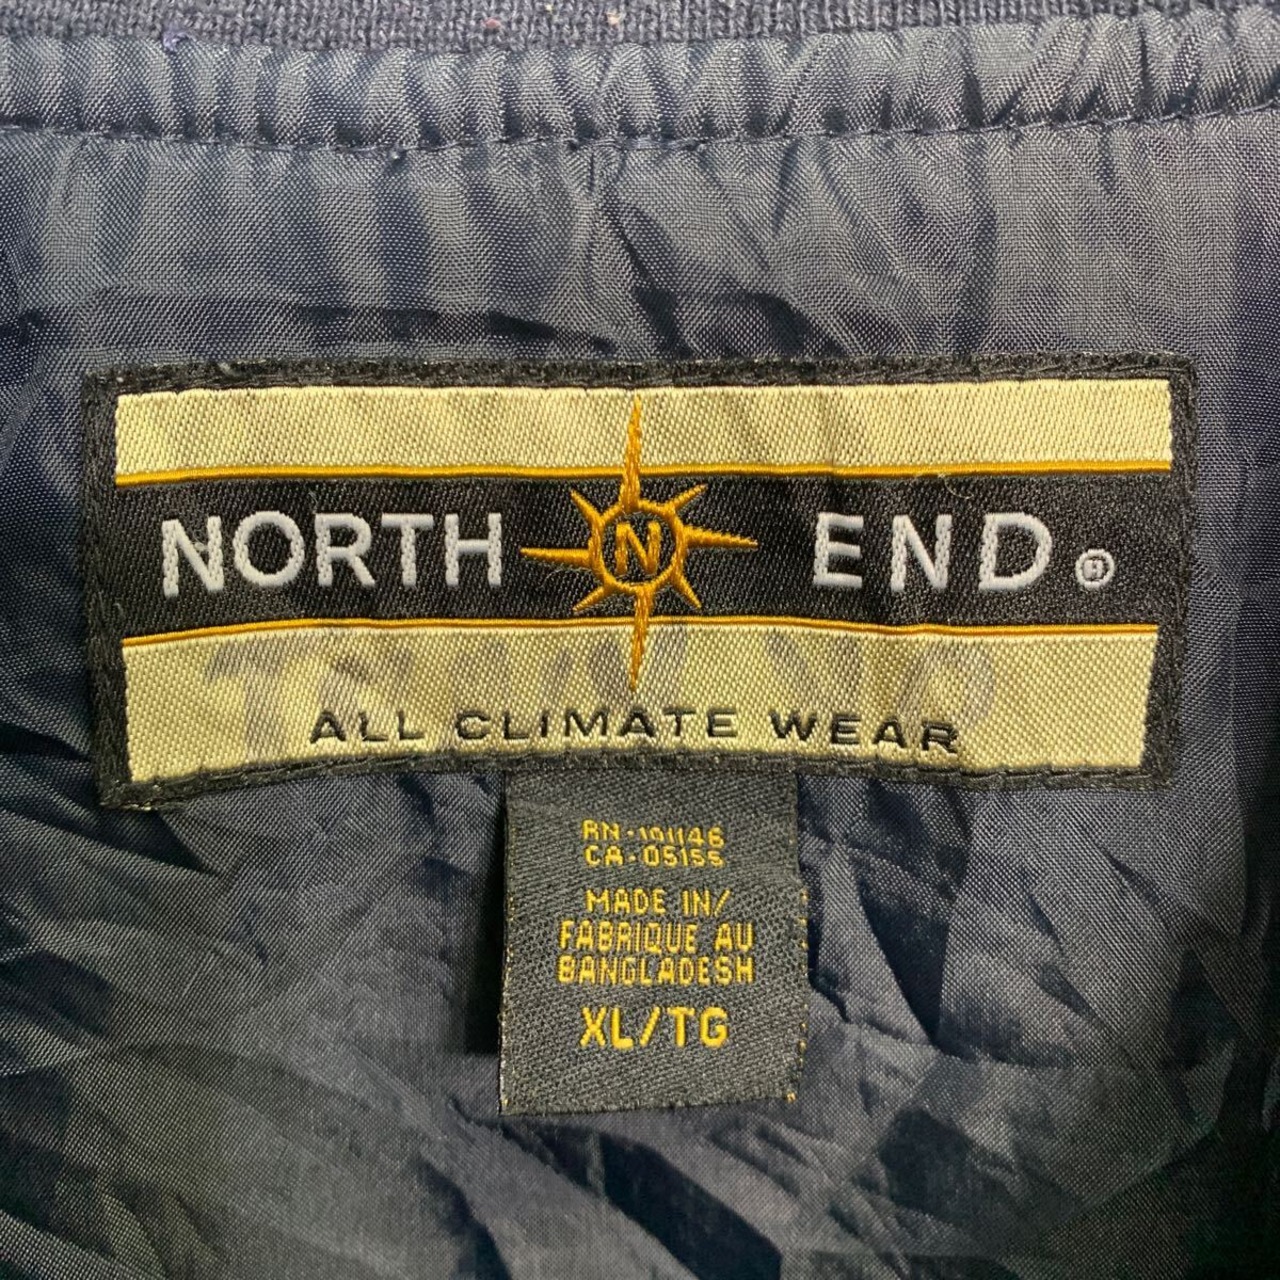 NORTH N END ®
ALL CLIMATE WEAR
RN-101146
CA-05155
MADE IN/
FABRIQUE AU
BANGLADESH
XL/TG